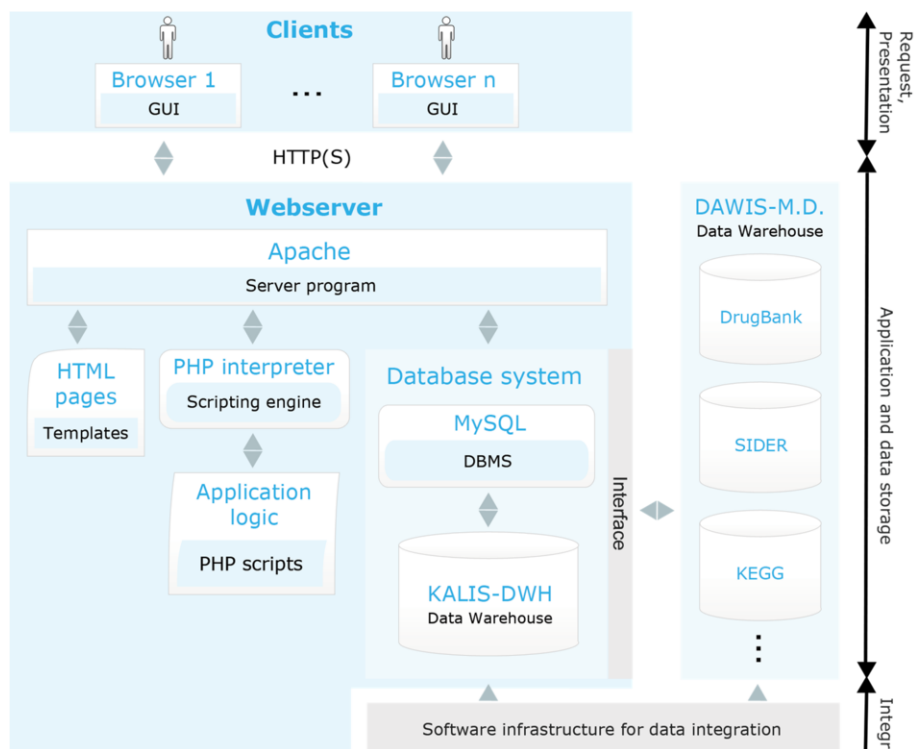 Clients
Browser 1
GUI
...
Browser n
GUI
HTTP(S)
Request,
Presentation
Webserver
Apache
Server program
HTML
pages
Templates
PHP interpreter
Scripting engine
Application
logic
PHP scripts
Database system
MySQL
DBMS
KALIS-DWH
Data Warehouse
Interface
DAWIS-M.D.
Data Warehouse
DrugBank
SIDER
KEGG
...
Application and data storage
Software infrastructure for data integration
Integr